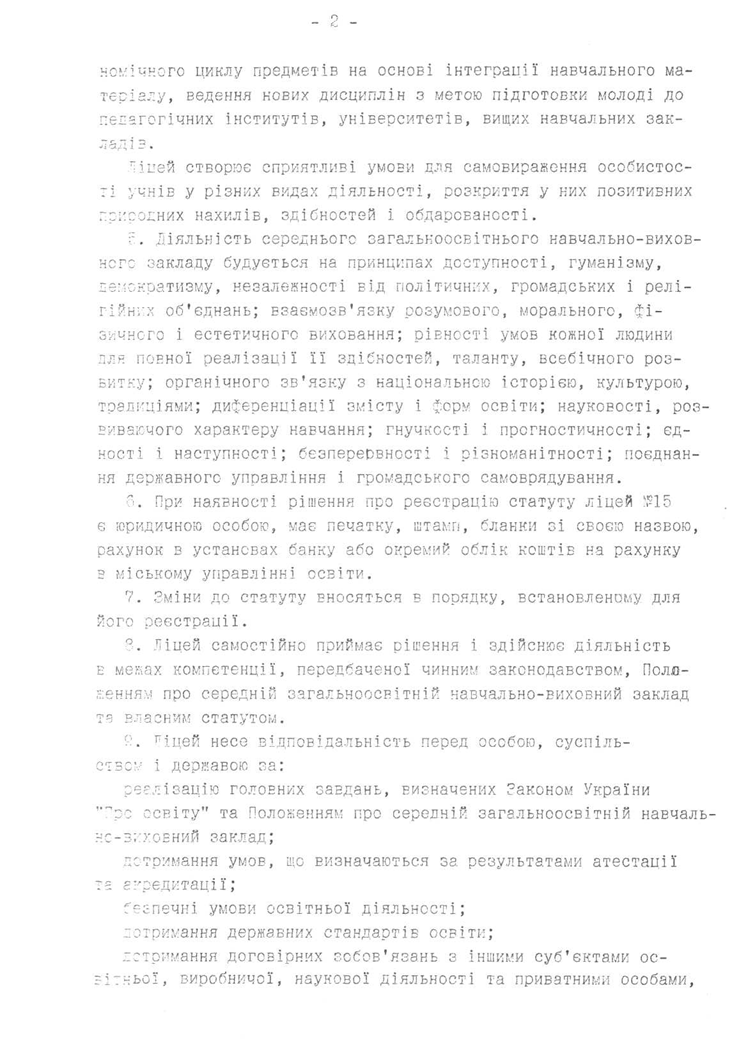 - 2 -
номічного циклу предметів на основі інтеграції навчального ма-
теріалу, ведення нових дисциплін з метою підготовки молоді до
педагогічних інститутів, університетів, вищих навчальних зак-
ладів.
Ліцей створює сприятливі умови для самовираження особистос-
ті учнів у різних видах діяльності, розкриття у них позитивних
природних нахилів, здібностей і обдарованості.
5. Діяльність середнього загальноосвітнього навчально-вихов-
ного закладу будується на принципах доступності, гуманізму,
демократизму, незалежності від політичних, громадських і релі-
гійних об'єднань; взаємозв'язку розумового, морального, фі-
зичного і естетичного виховання; рівності умов кожної людини
для повної реалізації її здібностей, таланту, всебічного роз-
витку; органічного зв'язку з національною історією, культурою,
традиціями; диференціації змісту і форм освіти; науковості, роз-
виваючого характеру навчання; гнучкості і прогностичності; єд-
ності і наступності; безперервності і різноманітності; поєднан-
ня державного управління і громадського самоврядування.
6. При наявності рішення про реєстрацію статуту ліцей №15
є юридичною особою, має печатку, штамп, бланки зі своєю назвою,
рахунок в установах банку або окремий облік коштів на рахунку
в міському управлінні освіти.
7. Зміни до статуту вносяться в порядку, встановленому для
його реєстрації.
8. Ліцей самостійно приймає рішення і здійснює діяльність
в межах компетенції, передбаченої чинним законодавством, Поло-
женням про середній загальноосвітній навчально-виховний заклад
та власним статутом.
9. Ліцей несе відповідальність перед особою, суспіль-
ством і державою за:
реалізацію головних завдань, визначених Законом України
"Про освіту" та Положенням про середній загальноосвітній навчаль-
но-виховний заклад;
дотримання умов, що визначаються за результатами атестації
та акредитації;
безпечні умови освітньої діяльності;
дотримання державних стандартів освіти;
дотримання договірних зобов'язань з іншими суб'єктами ос-
вітньої, виробничої, наукової діяльності та приватними особами,